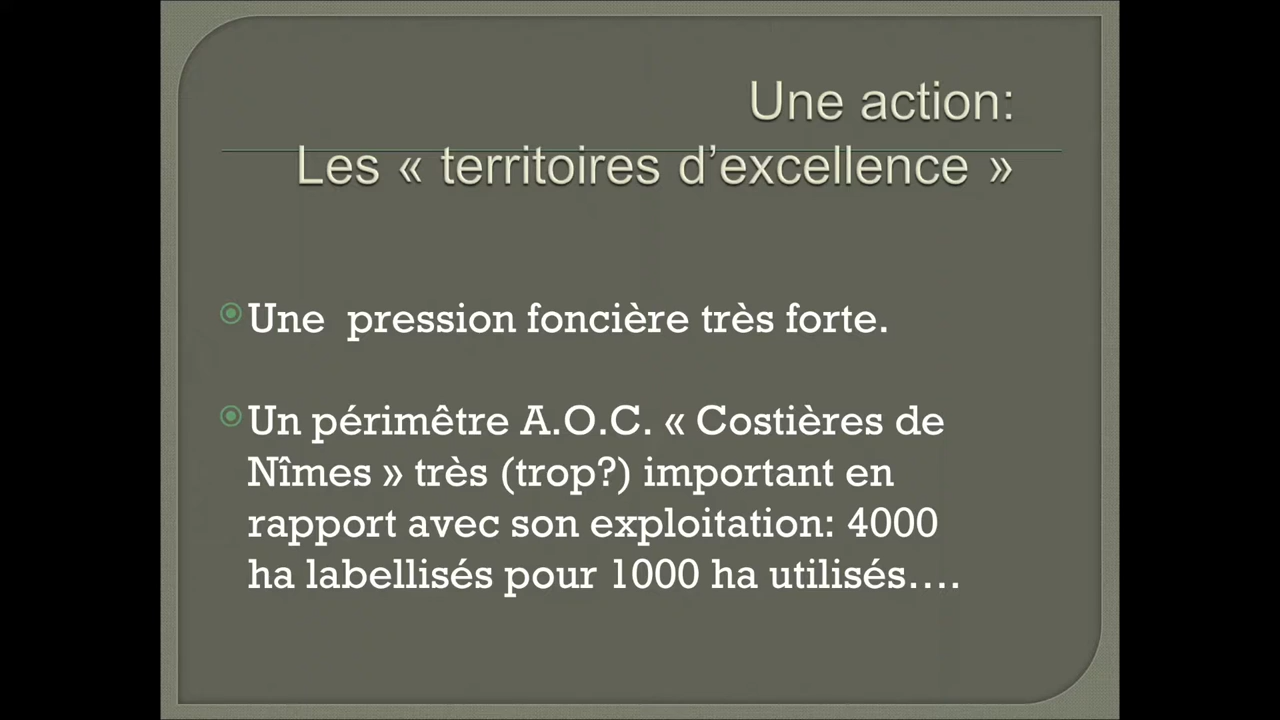 Une action:
Les « territoires d’excellence »
Une  pression foncière très forte.
Un périmêtre A.O.C. « Costières de
Nîmes » très (trop?) important en
rapport avec son exploitation: 4000
ha labellisés pour 1000 ha utilisés….